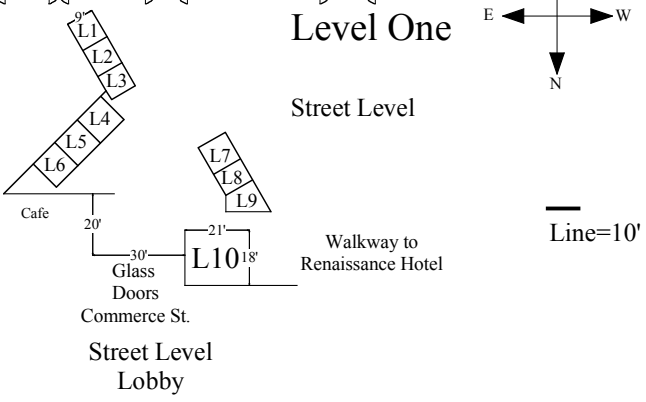 Level One
E
W
N
9'
L1
L2
L3
L4
L5
L6
Street Level
L7
L8
L9
Cafe
20'
21'
30'
L10
18'
Line=10'
Walkway to
Renaissance Hotel
Glass
Doors
Commerce St.
Street Level
Lobby